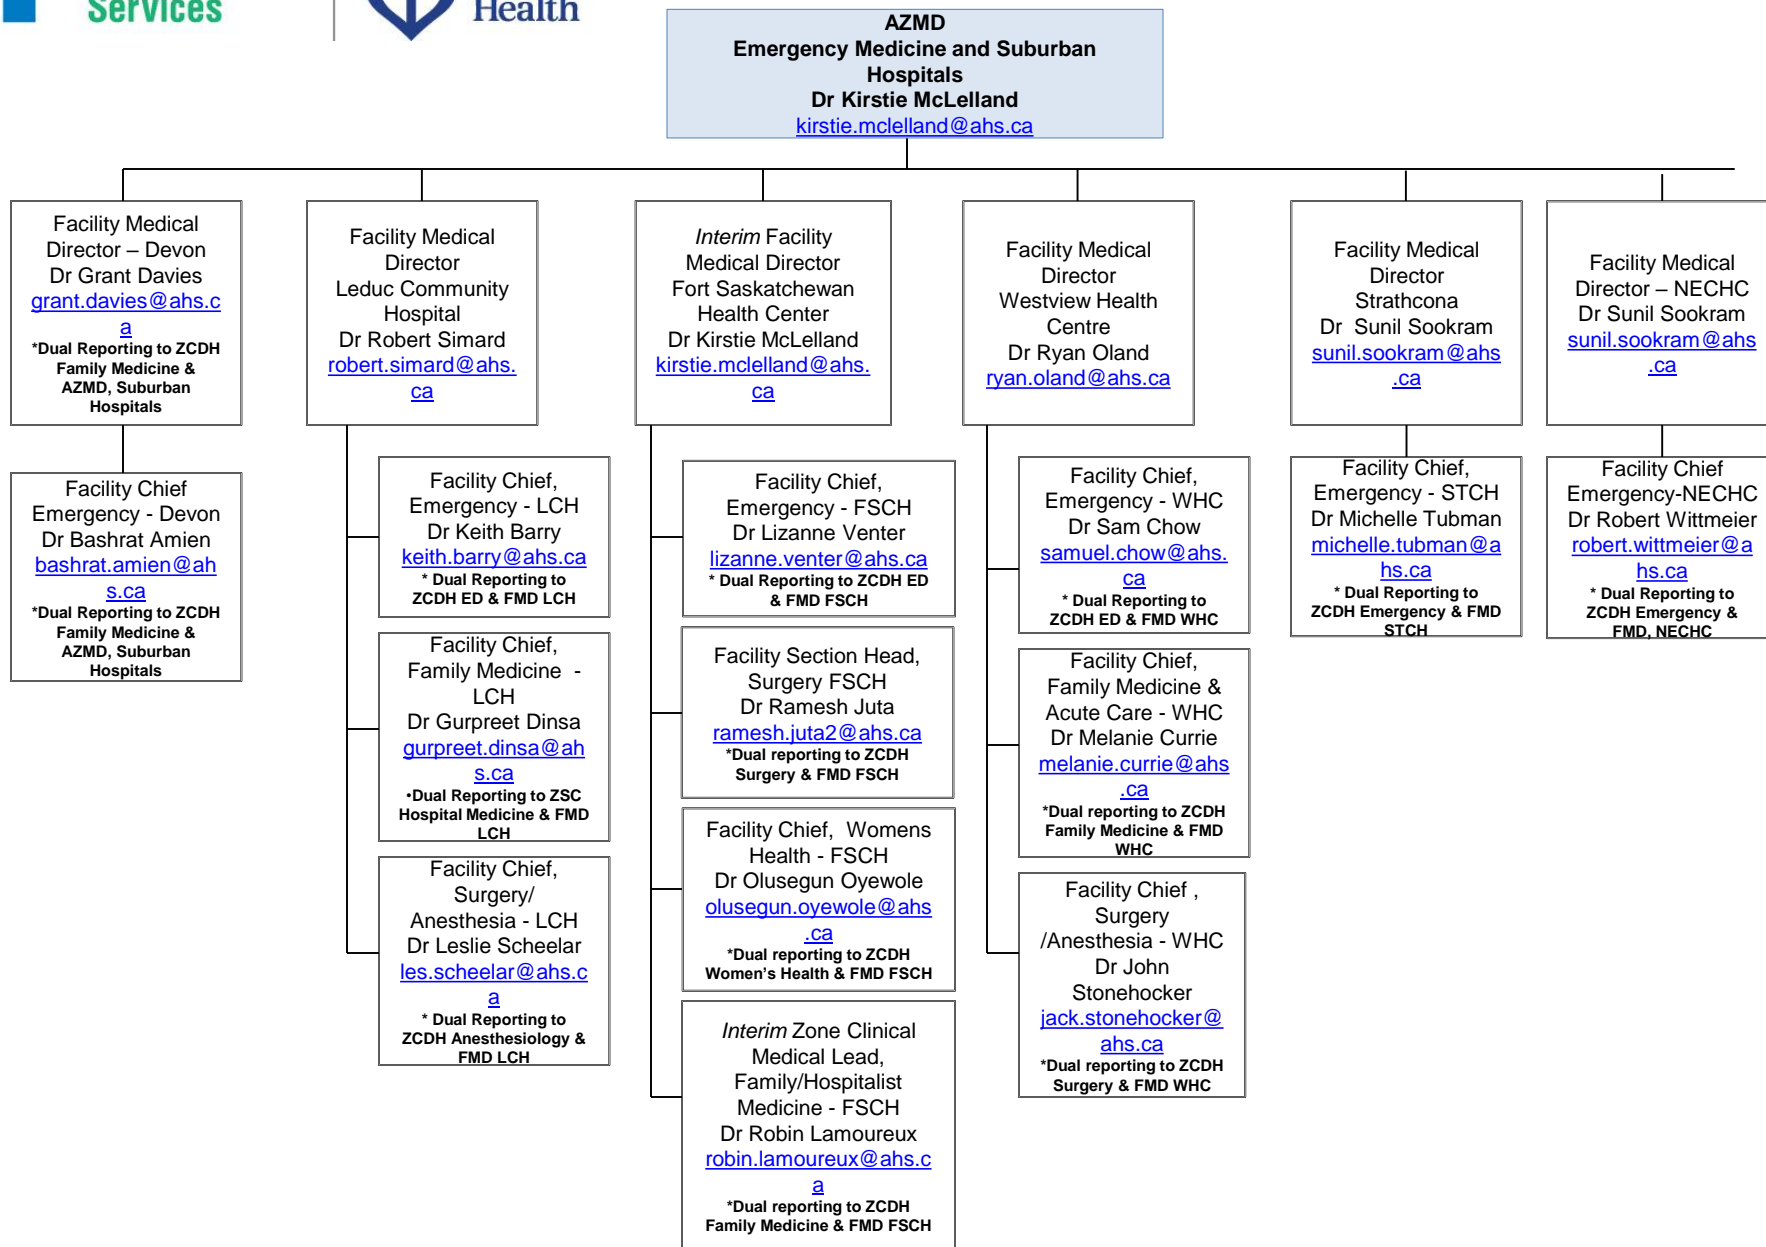 Services
Health
AZMD
Emergency Medicine and Suburban
Hospitals
Dr Kirstie McLelland
kirstie.mclelland@ahs.ca
Facility Medical
Director – Devon
Dr Grant Davies
grant.davies@ahs.c
a
*Dual Reporting to ZCDH
Family Medicine &
AZMD, Suburban
Hospitals
Facility Medical
Director
Leduc Community
Hospital
Dr Robert Simard
robert.simard@ahs.
ca
Interim Facility
Medical Director
Fort Saskatchewan
Health Center
Dr Kirstie McLelland
kirstie.mclelland@ahs.
ca
Facility Medical
Director
Westview Health
Centre
Dr Ryan Oland
ryan.oland@ahs.ca
Facility Medical
Director
Strathcona
Dr  Sunil Sookram
sunil.sookram@ahs
.ca
Facility Medical
Director – NECHC
Dr Sunil Sookram
sunil.sookram@ahs
.ca
Facility Chief
Emergency - Devon
Dr Bashrat Amien
bashrat.amien@ah
s.ca
*Dual Reporting to ZCDH
Family Medicine &
AZMD, Suburban
Hospitals
Facility Chief,
Emergency - LCH
Dr Keith Barry
keith.barry@ahs.ca
* Dual Reporting to
ZCDH ED & FMD LCH
Facility Chief,
Family Medicine  -
LCH
Dr Gurpreet Dinsa
gurpreet.dinsa@ah
s.ca
•Dual Reporting to ZSC
Hospital Medicine & FMD
LCH
Facility Chief,
Surgery/
Anesthesia - LCH
Dr Leslie Scheelar
les.scheelar@ahs.c
a
* Dual Reporting to
ZCDH Anesthesiology &
FMD LCH
Facility Chief,
Emergency - FSCH
Dr Lizanne Venter
lizanne.venter@ahs.ca
* Dual Reporting to ZCDH ED
& FMD FSCH
Facility Section Head,
Surgery FSCH
Dr Ramesh Juta
ramesh.juta2@ahs.ca
*Dual reporting to ZCDH
Surgery & FMD FSCH
Facility Chief,  Womens
Health - FSCH
Dr Olusegun Oyewole
olusegun.oyewole@ahs
.ca
*Dual reporting to ZCDH
Women's Health & FMD FSCH
Interim Zone Clinical
Medical Lead,
Family/Hospitalist
Medicine - FSCH
Dr Robin Lamoureux
robin.lamoureux@ahs.c
a
*Dual reporting to ZCDH
Family Medicine & FMD FSCH
Facility Chief,
Emergency - WHC
Dr Sam Chow
samuel.chow@ahs.
ca
* Dual Reporting to
ZCDH ED & FMD WHC
Facility Chief,
Family Medicine &
Acute Care - WHC
Dr Melanie Currie
melanie.currie@ahs
.ca
*Dual reporting to ZCDH
Family Medicine & FMD
WHC
Facility Chief ,
Surgery
/Anesthesia - WHC
Dr John
Stonehocker
jack.stonehocker@
ahs.ca
*Dual reporting to ZCDH
Surgery & FMD WHC
Facility Chief,
Emergency - STCH
Dr Michelle Tubman
michelle.tubman@a
hs.ca
* Dual Reporting to
ZCDH Emergency & FMD
STCH
Facility Chief
Emergency-NECHC
Dr Robert Wittmeier
robert.wittmeier@a
hs.ca
* Dual Reporting to
ZCDH Emergency &
FMD, NECHC